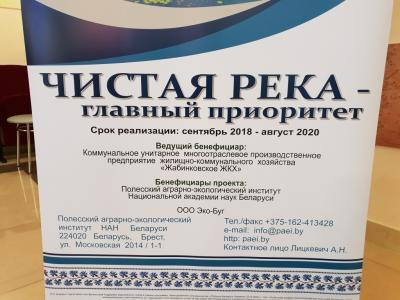 ЧИСТАЯ РЕКА -
главный приоритет
Срок реализации: сентябрь 2018 - август 2020
Ведущий бенефициар:
Коммунальное унитарное многоотраслевое производственное
предприятие жилищно-коммунального хозяйства
«Жабинковское ЖКХ»
Бенефициары проекта:
Полесский аграрно-экологический институт
Национальной академии наук Беларуси
ООО Эко-Буг
Полесский аграрно-экологический
институт НАН Беларуси
224020 Беларусь, Брест,
ул. Московская 2014 / 1-1
Тел./факс +375-162-413428
e-mail: info@paei.by
http: paei.by
Контактное лицо Лицкевич А.Н.